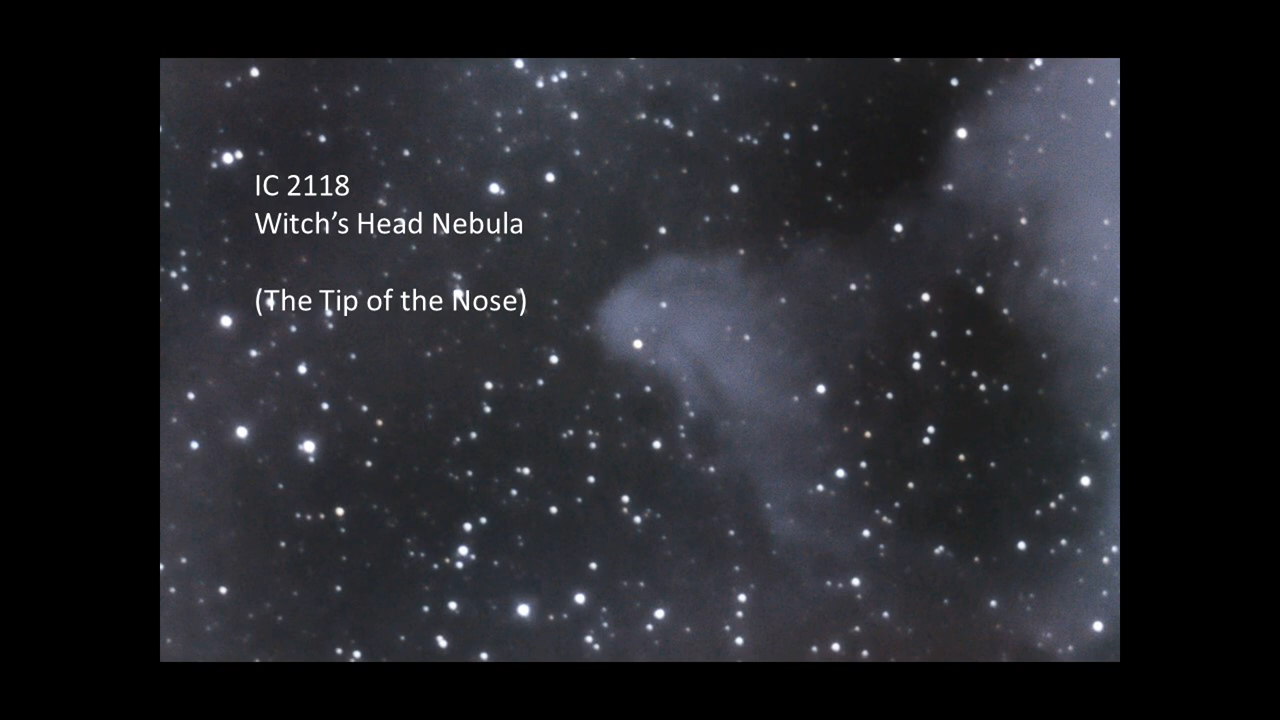 IC 2118
Witch’s Head Nebula
(The Tip of the Nose)